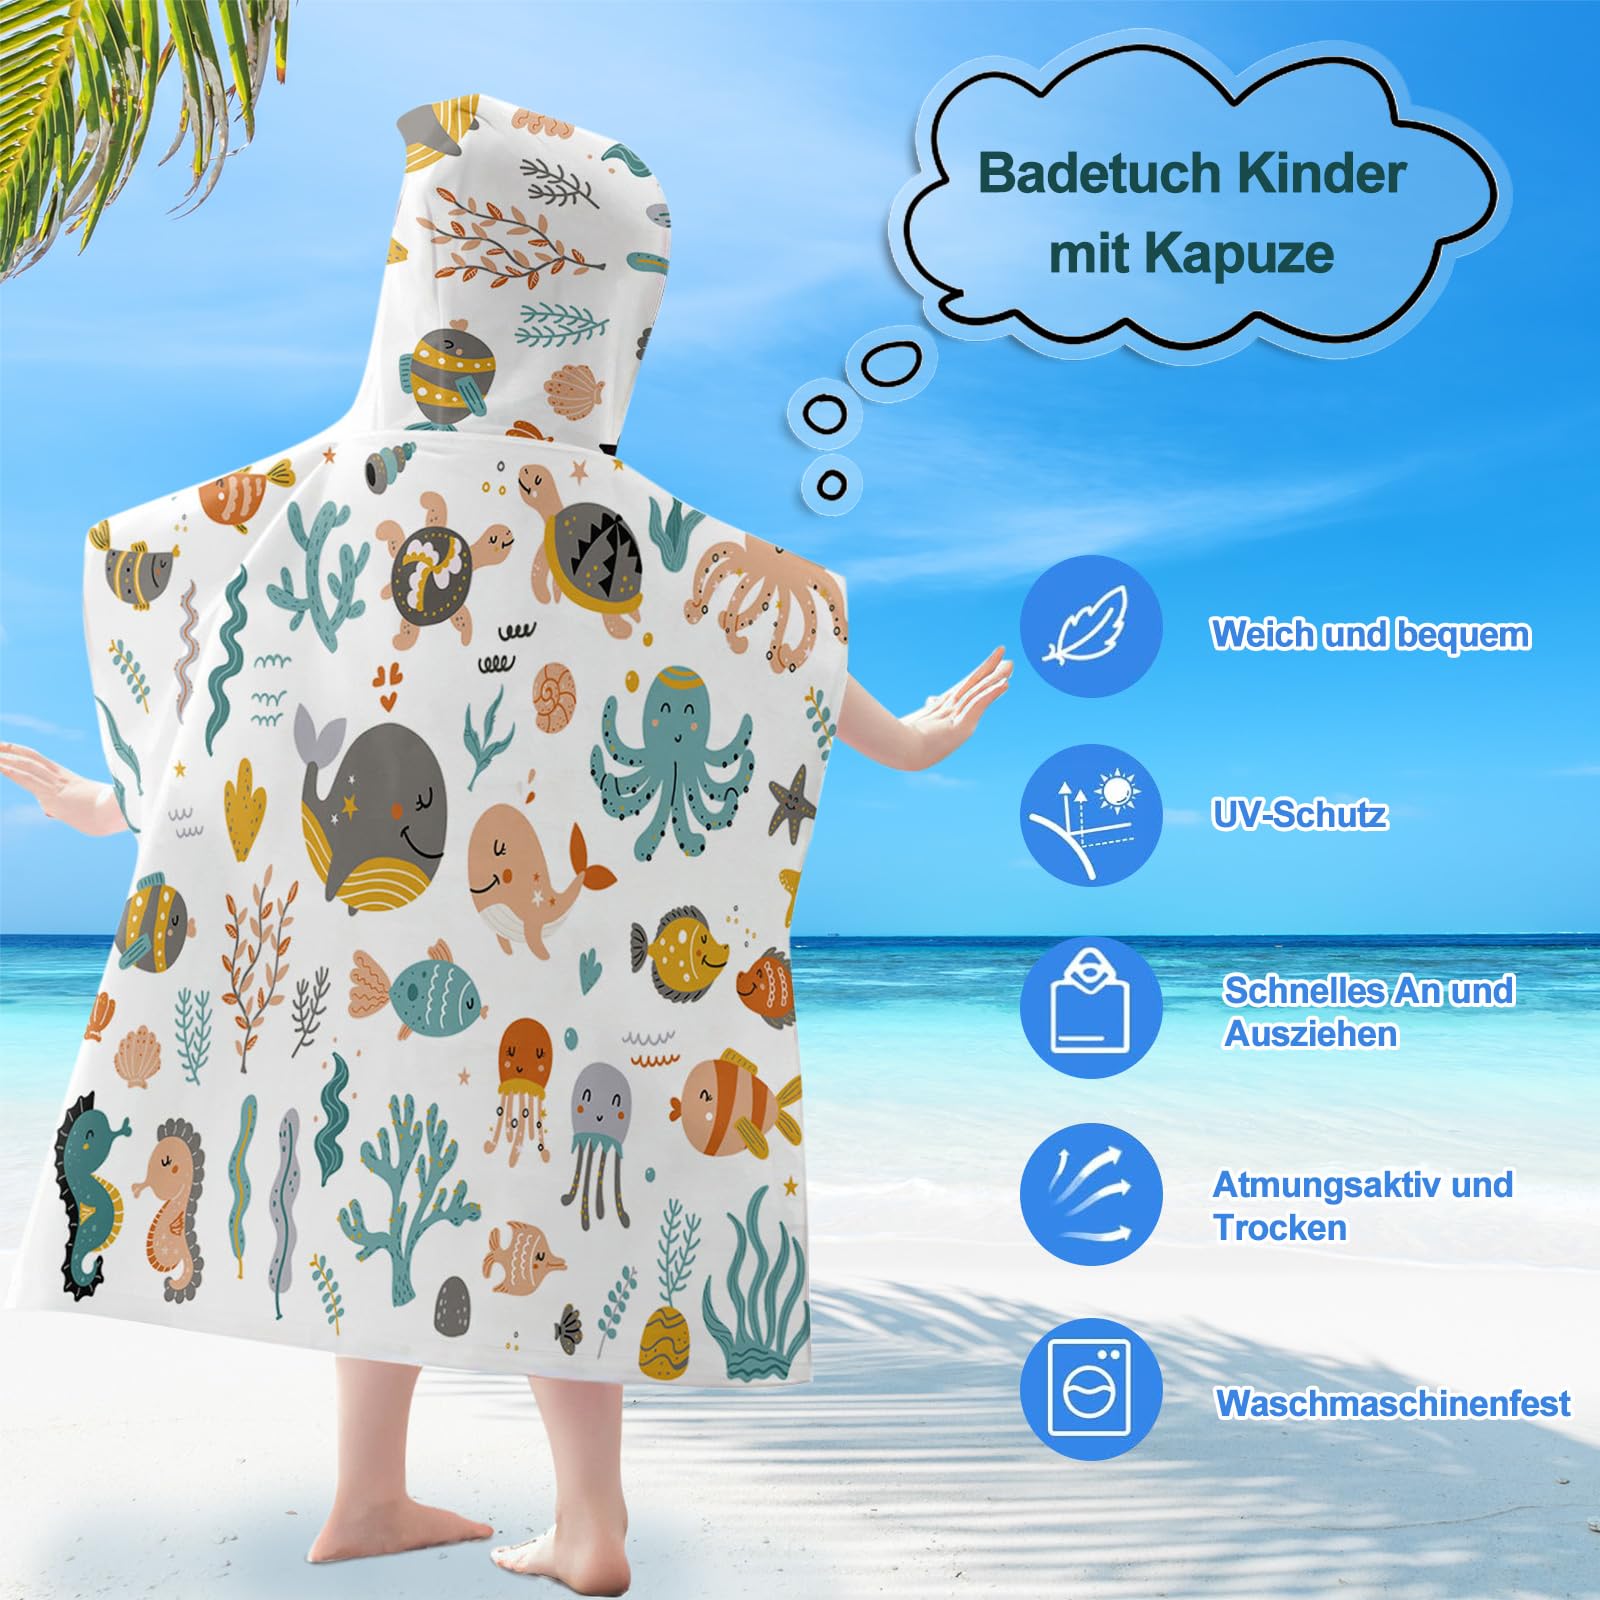 Badetuch Kinder
mit Kapuze
Weich und bequem
UV-Schutz
Schnelles An und
Ausziehen
Atmungsaktiv und
Trocken
Waschmaschinenfest